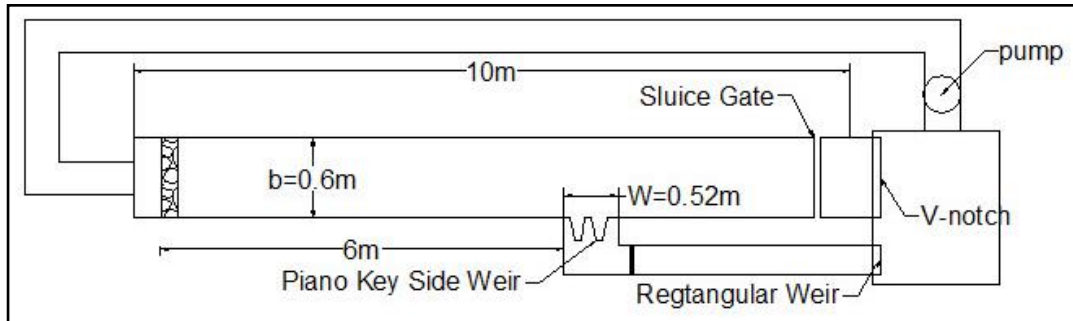 pump
10m
Sluice Gate
b=0.6m
W=0.52m
V-notch
6m
Piano Key Side Weir
Regtangular Weir